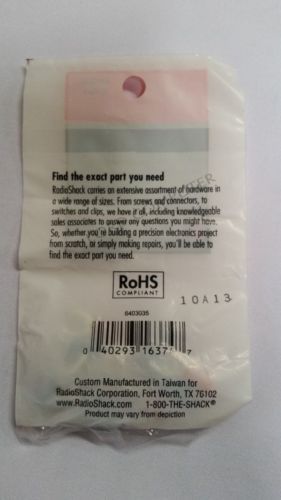 Find the exact part you need
RadioShack carries an extensive assortment of hardware in
a wide range of sizes. From screws and connectors, to
switches and clips, we have it all, including knowledgeable
sales associates to answer any questions you might have.
So, whether you're building a precision electronics project
from scratch, or simply making repairs, you'll be able to
find the exact part you need.
RoHS
COMPLIANT
10A13
6403035
0 40293 16371 7
Custom Manufactured in Taiwan for
RadioShack Corporation, Fort Worth, TX 76102
www.RadioShack.com 1-800-THE-SHACK®
Product may vary from depiction